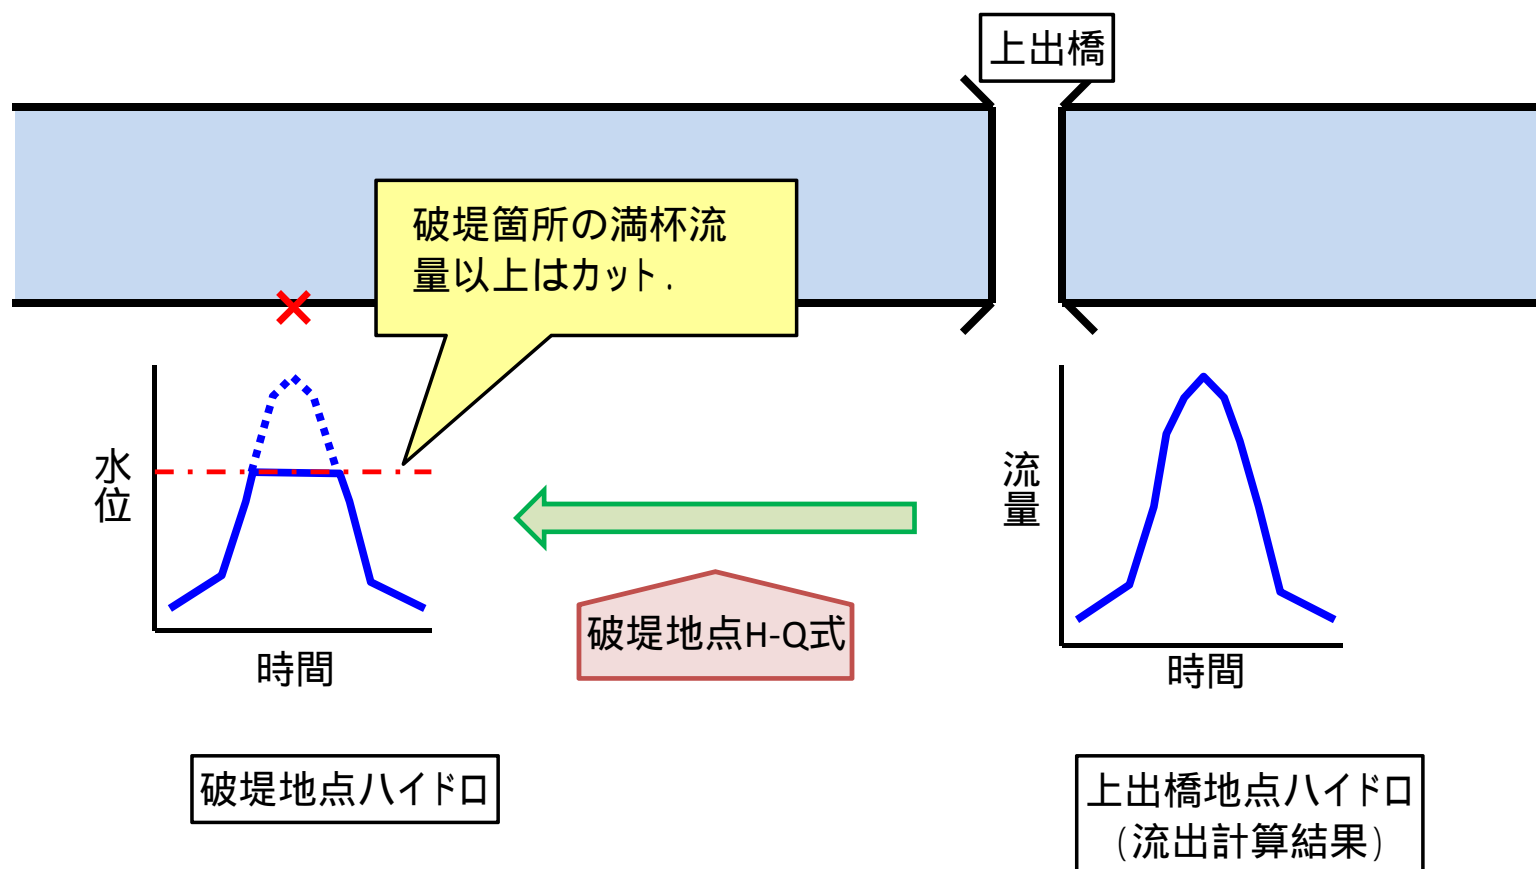 上出橋
破堤箇所の満杯流
量以上はカット.
水位
流量
破堤地点H-Q式
時間
時間
破堤地点ハイドロ
上出橋地点ハイドロ
(流出計算結果)